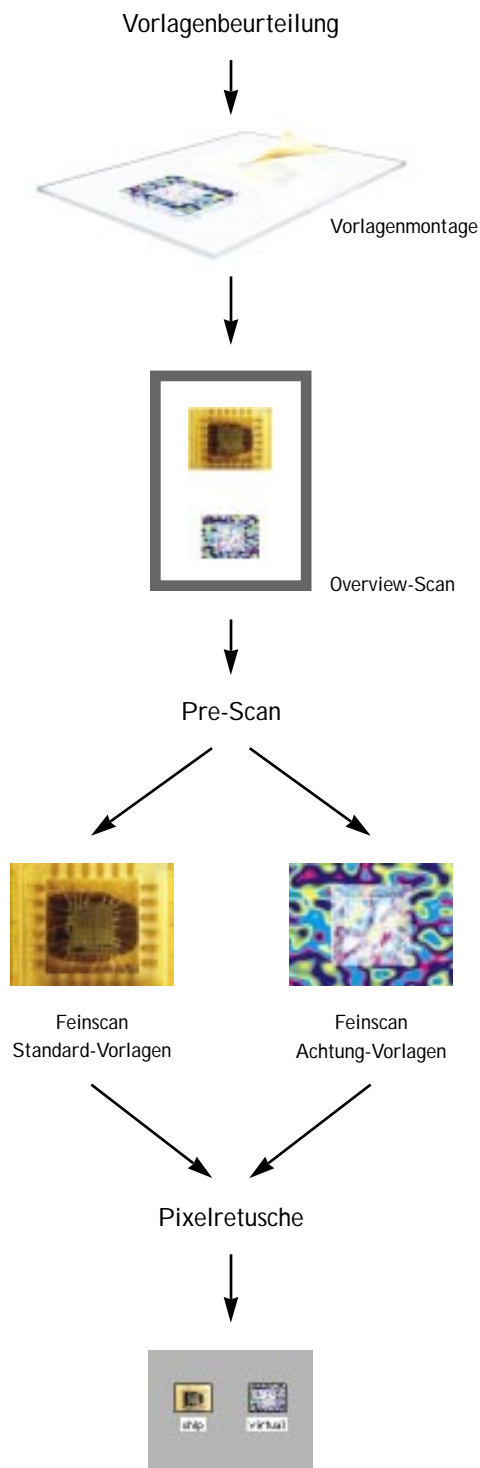 Vorlagenbeurteilung
Vorlagenmontage
Overview-Scan
Pre-Scan
Feinscan
Standard-Vorlagen
Feinscan
Achtung-Vorlagen
Pixelretusche
chip
virtual